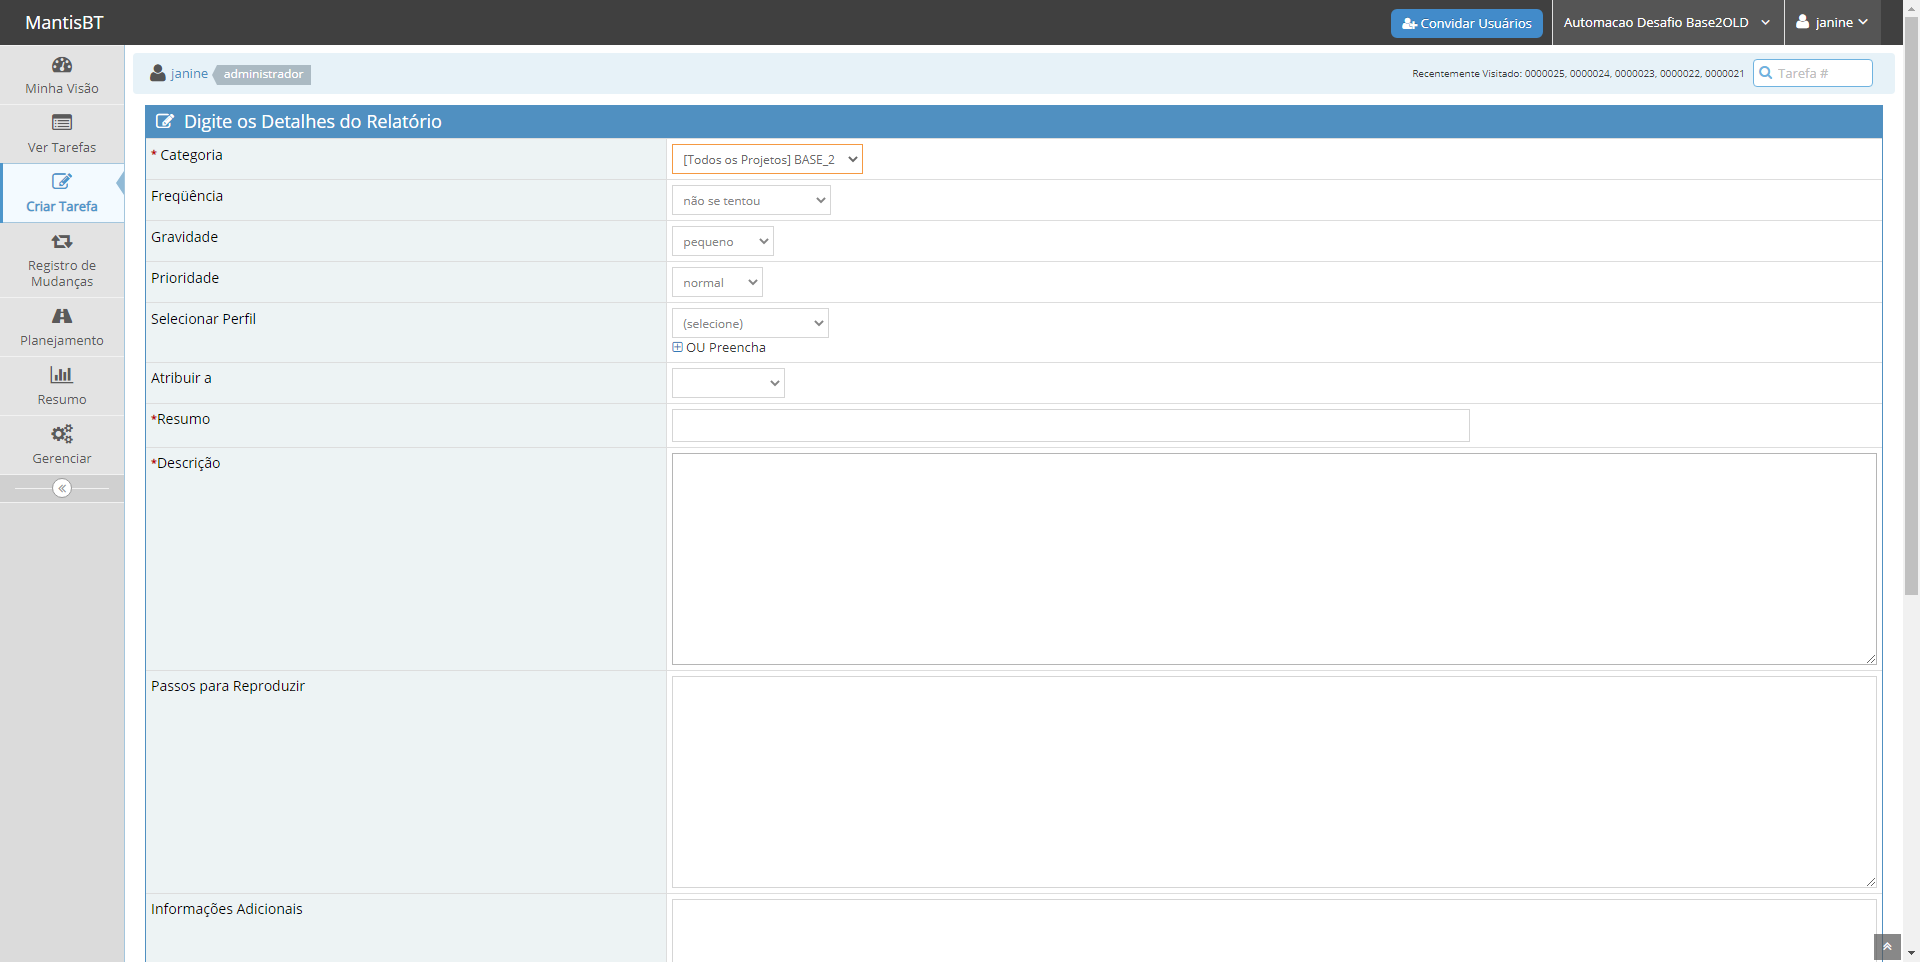 MantisBT
Convidar Usuários
Automacao Desafio Base2OLD
janine
Minha Visão
Ver Tarefas
Criar Tarefa
Registro de
Mudanças
Planejamento
Resumo
Gerenciar
janine
administrador
Recentemente Visitado: 0000025, 0000024, 0000023, 0000022, 0000021
Tarefa #
Digite os Detalhes do Relatório
* Categoria
[Todos os Projetos] BASE_2
Freqüência
não se tentou
Gravidade
pequeno
Prioridade
normal
Selecionar Perfil
(selecione)
OU Preencha
Atribuir a
*Resumo
*Descrição
Passos para Reproduzir
Informações Adicionais